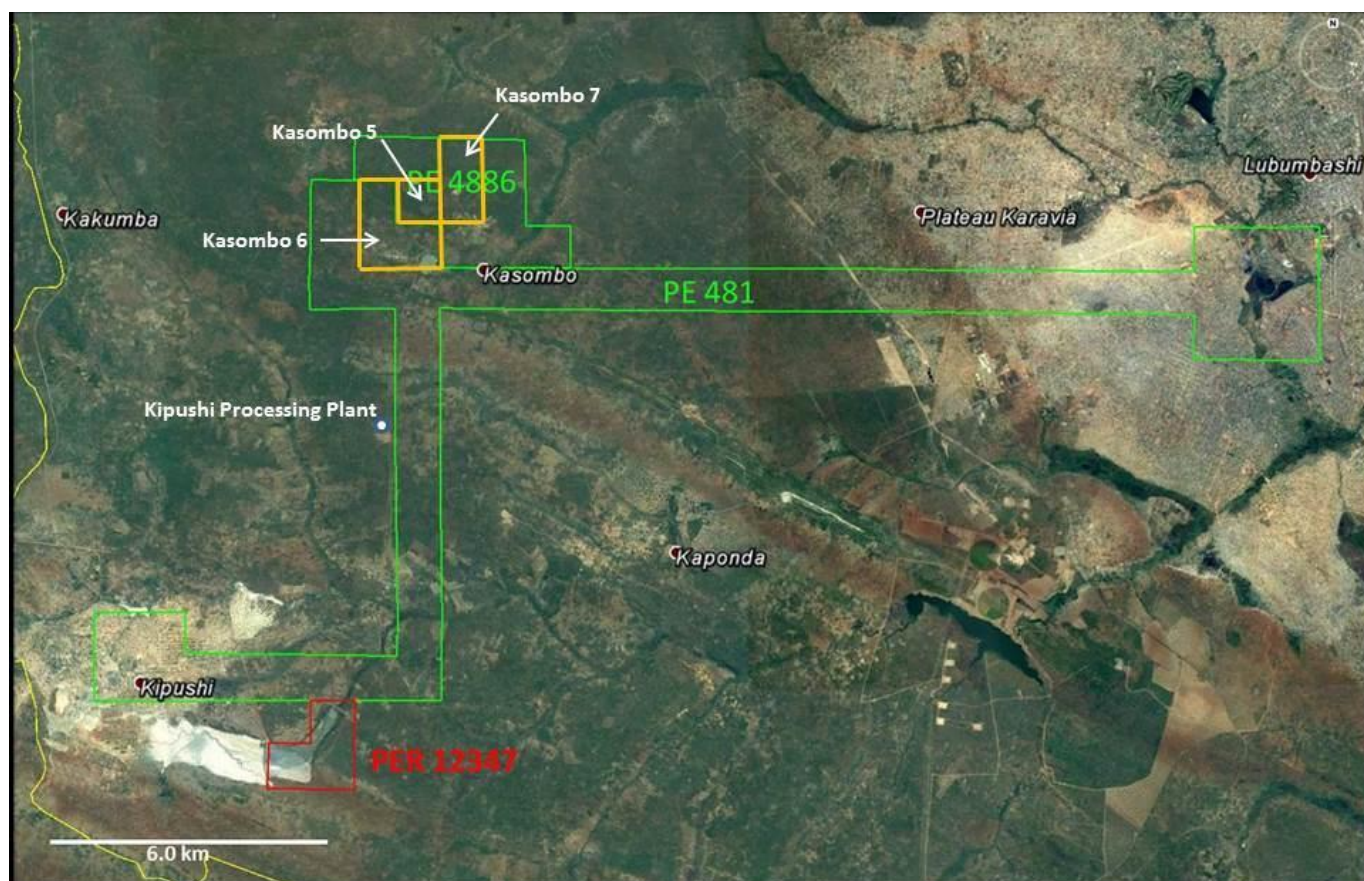 N
Kasombo 7
Kasombo 5
PE 4886
Lubumbashi
Kakumba
Plateau Karavia
Kasombo 6
Kasombo
PE 481
Kipushi Processing Plant
Kaponda
Kipushi
PER 12347
6.0 km